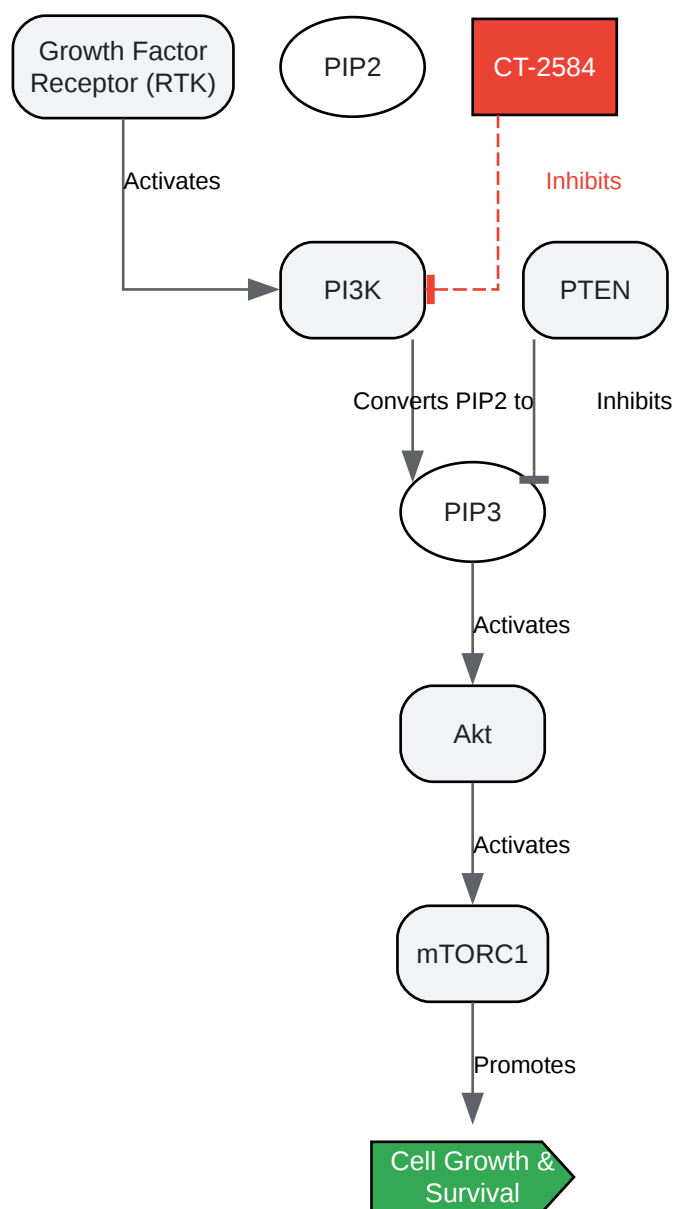 Growth Factor
Receptor (RTK)
PIP2
CT-2584
Activates
Inhibits
PI3K
PTEN
Converts PIP2 to
Inhibits
PIP3
Activates
Akt
Activates
mTORC1
Promotes
Cell Growth &
Survival